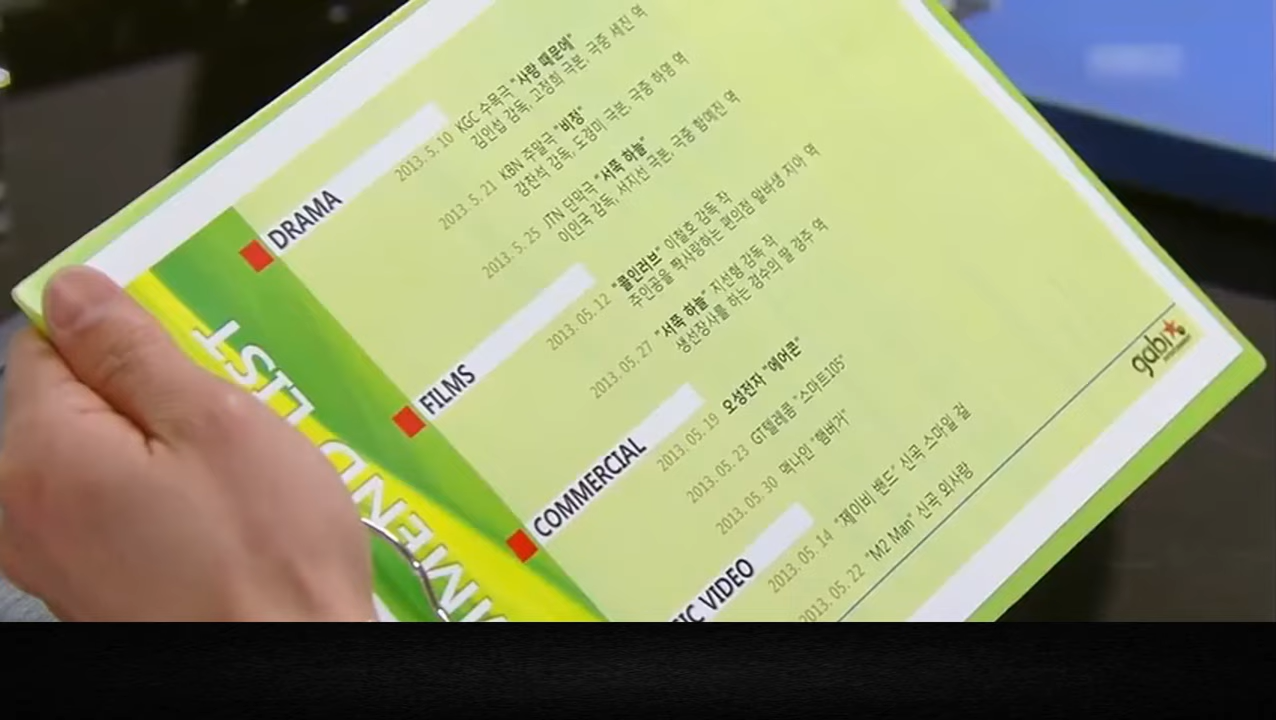 DRAMA
2013. 5. 10 KGC 수목극 "사랑 때문에"
김인섭 감독, 고정희 극본, 극중 세진 역
2013. 5. 21 KBN 주말극 "비정"
강찬석 감독, 도경미 극본, 극중 하영 역
2013. 5. 25 JTN 단막극 "서쪽 하늘"
이인국 감독, 서지선 극본, 극중 함예진 역
FILMS
2013. 05. 12 "콜인러브" 이철호 감독 작
주인공을 짝사랑하는 편의점 알바생 지아 역
2013. 05. 27 "서쪽 하늘" 지선형 감독 작
생선장사를 하는 경수의 딸 경주 역
COMMERCIAL
2013. 05. 19 오성전자 "에어콘"
2013. 05. 23 GT텔레콤 "스마트105"
2013. 05. 30 맥나인 "햄버거"
IC VIDEO
2013. 05. 14 "제이비 밴드" 신곡 스마일 걸
2013. 05. 22 "M2 Man" 신곡 외사랑
MMEND LIST
gabi